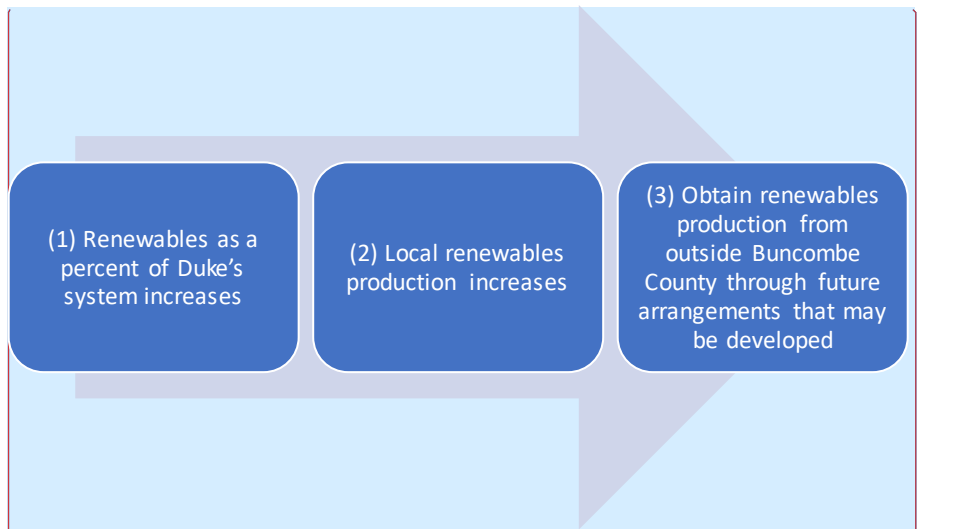 (1) Renewables as a
percent of Duke’s
system increases
(2) Local renewables
production increases
(3) Obtain renewables
production from
outside Buncombe
County through future
arrangements that may
be developed